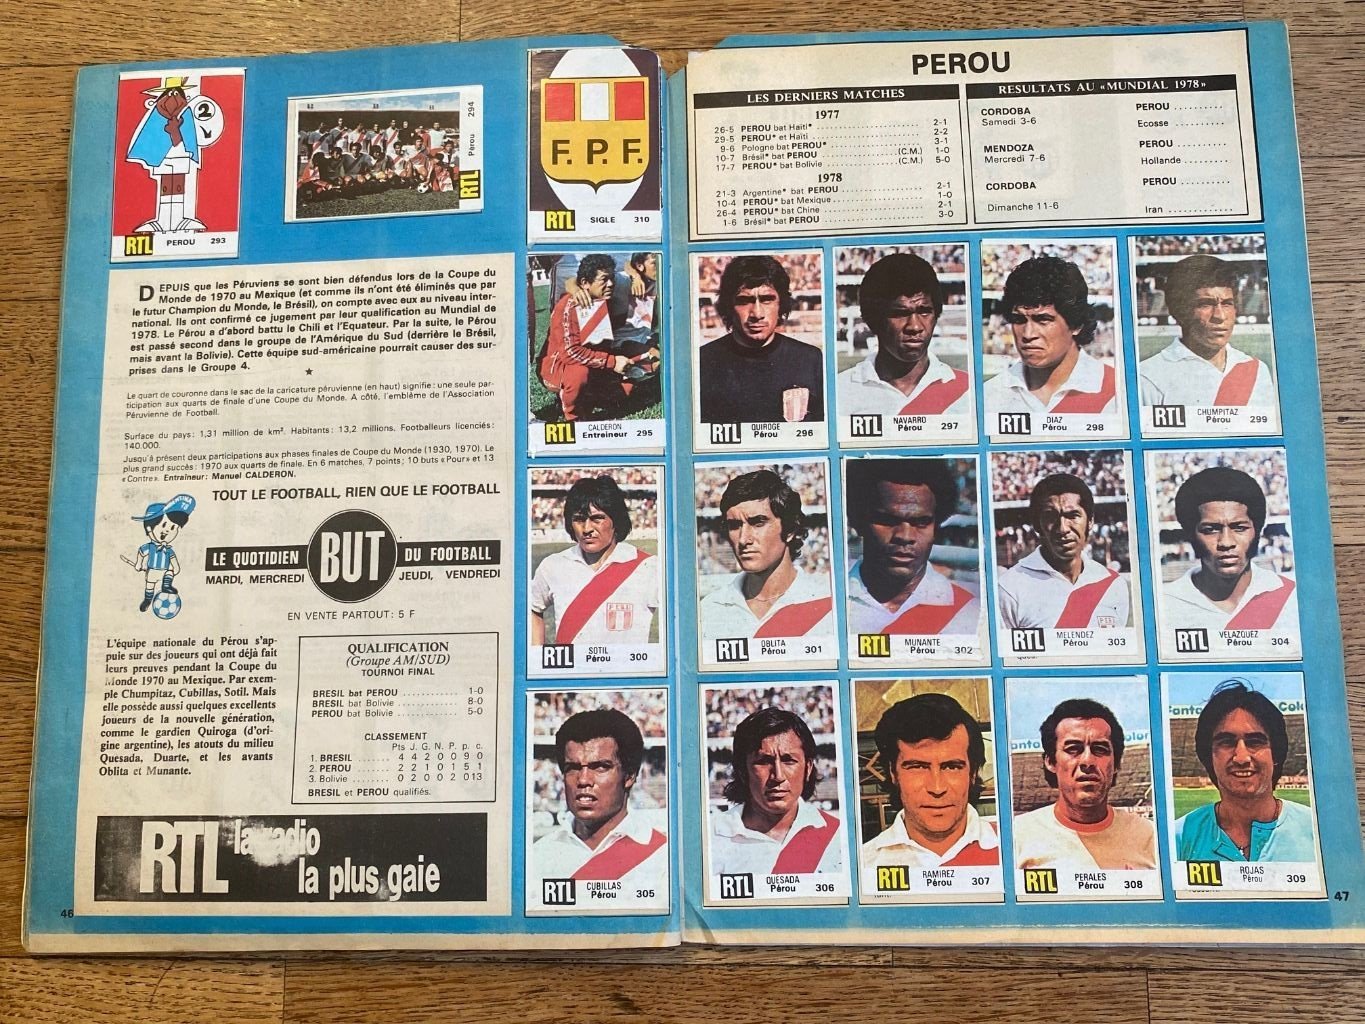 RTL PEROU 293
Pérou 294
RTL
F. P. F.
RTL SIGLE 310
DEPUIS que les Péruviens se sont bien défendus lors de la Coupe du
Monde de 1970 au Mexique (et comme ils n'ont été éliminés que par
le futur Champion du Monde, le Brésil), on compte avec eux au niveau inter-
national. Ils ont confirmé ce jugement par leur qualification au Mundial de
1978. Le Pérou a d'abord battu le Chili et l'Equateur. Par la suite, le Pérou
est passé second dans le groupe de l'Amérique du Sud (derrière le Brésil,
mais avant la Bolivie). Cette équipe sud-américaine pourrait causer des sur-
prises dans le Groupe 4.
★
Le quart de couronne dans le sac de la caricature péruvienne (en haut) signifie : une seule par-
ticipation aux quarts de finale d'une Coupe du Monde. A côté, l'emblème de l'Association
Péruvienne de Football.
Surface du pays : 1,31 million de km². Habitants : 13,2 millions. Footballeurs licenciés :
140.000.
Jusqu'à présent deux participations aux phases finales de Coupe du Monde (1930, 1970). Le
plus grand succès : 1970 aux quarts de finale. En 6 matches, 7 points ; 10 buts «Pour» et 13
«Contre». Entraineur : Manuel CALDERON.
TOUT LE FOOTBALL, RIEN QUE LE FOOTBALL
LE QUOTIDIEN BUT DU FOOTBALL
MARDI, MERCREDI JEUDI, VENDREDI
EN VENTE PARTOUT : 5 F
L'équipe nationale du Pérou s'ap-
puie sur des joueurs qui ont déjà fait
leurs preuves pendant la Coupe du
Monde 1970 au Mexique. Par exem-
ple Chumpitaz, Cubillas, Sotil. Mais
elle possède aussi quelques excellents
joueurs de la nouvelle génération,
comme le gardien Quiroga (d'ori-
gine argentine), les atouts du milieu
Quesada, Duarte, et les avants
Oblita et Munante.
QUALIFICATION
(Groupe AM/SUD)
TOURNOI FINAL
BRESIL bat PEROU ........... 1-0
BRESIL bat Bolivie ........... 8-0
PEROU bat Bolivie ........... 5-0
CLASSEMENT
Pts J. G. N. P. p. c.
1. BRESIL ....... 4 4 2 0 0 9 0
2. PEROU ....... 2 2 1 0 1 5 1
3. Bolivie ....... 0 2 0 0 2 0 13
BRESIL et PEROU qualifiés.
RTL la radio
la plus gaie
46
CALDERON
RTL Entraineur 295
SOTIL
RTL Pérou 300
CUBILLAS
RTL Pérou 305
PEROU
LES DERNIERS MATCHES
1977
26-5 PEROU bat Haïti* ........... 2-1
29-5 PEROU* et Haïti ........... 2-2
9-6 Pologne bat PEROU* ........... 3-1
10-7 Brésil* bat PEROU ........... (C.M.) 1-0
17-7 PEROU* bat Bolivie ........... (C.M.) 5-0
1978
21-3 Argentine* bat PEROU ........... 2-1
10-4 PEROU* bat Mexique ........... 1-0
26-4 PEROU* bat Chine ........... 2-1
1-6 Brésil* bat PEROU ........... 3-0
RESULTATS AU «MUNDIAL 1978»
CORDOBA PEROU ..........
Samedi 3-6 Ecosse ..........
MENDOZA PEROU ..........
Mercredi 7-6 Hollande ..........
CORDOBA PEROU ..........
Dimanche 11-6 Iran ..........
QUIROGE
RTL Pérou 296
NAVARRO
RTL Pérou 297
DIAZ
RTL Pérou 298
CHUMPITAZ
RTL Pérou 299
OBLITA
RTL Pérou 301
MUNANTE
RTL Pérou 302
MELENDEZ
RTL Pérou 303
VELAZQUEZ
RTL Pérou 304
QUESADA
RTL Pérou 306
RAMIREZ
RTL Pérou 307
PERALES
RTL Pérou 308
ROJAS
RTL Pérou 309
47